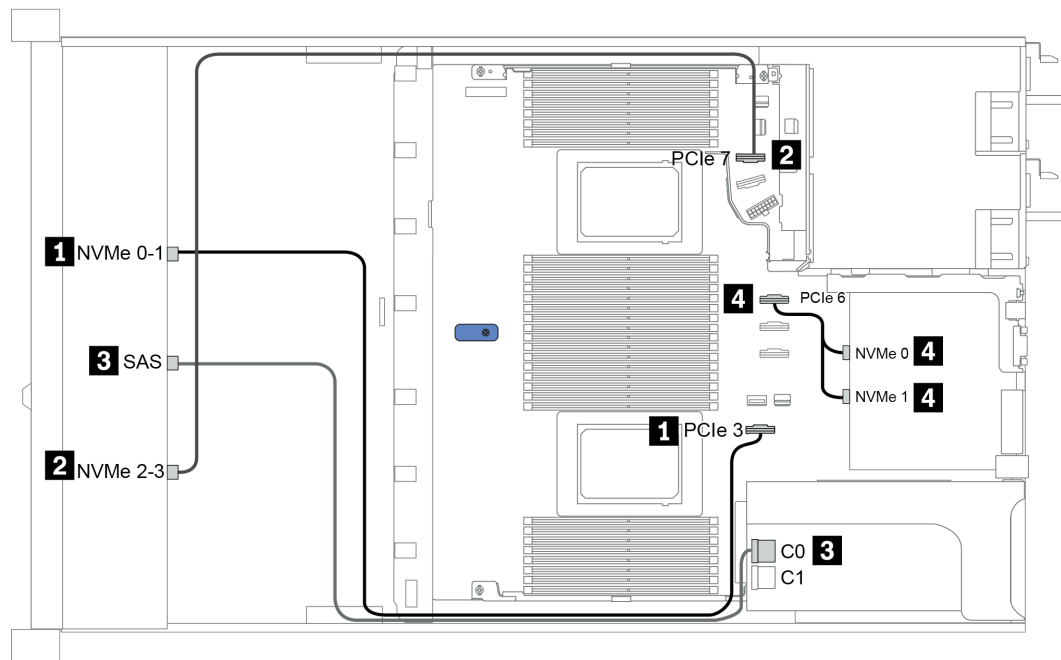 PCIe 7 2
1 NVMe 0-1
4 PCIe 6
3 SAS
NVMe 0 4
NVMe 1 4
1 PCIe 3
2 NVMe 2-3
C0 3
C1